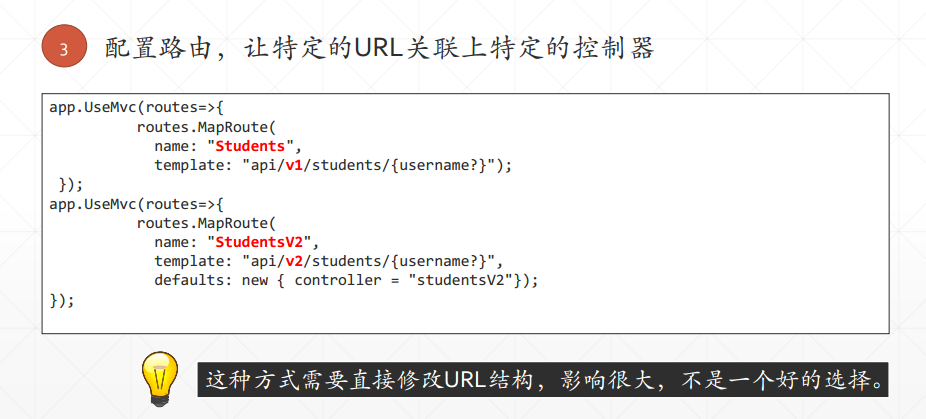 3 配置路由，让特定的URL关联上特定的控制器
app.UseMvc(routes=>{
routes.MapRoute(
name: "Students",
template: "api/v1/students/{username?}");
});
app.UseMvc(routes=>{
routes.MapRoute(
name: "StudentsV2",
template: "api/v2/students/{username?}",
defaults: new { controller = "studentsV2"});
});
这种方式需要直接修改URL结构，影响很大，不是一个好的选择。